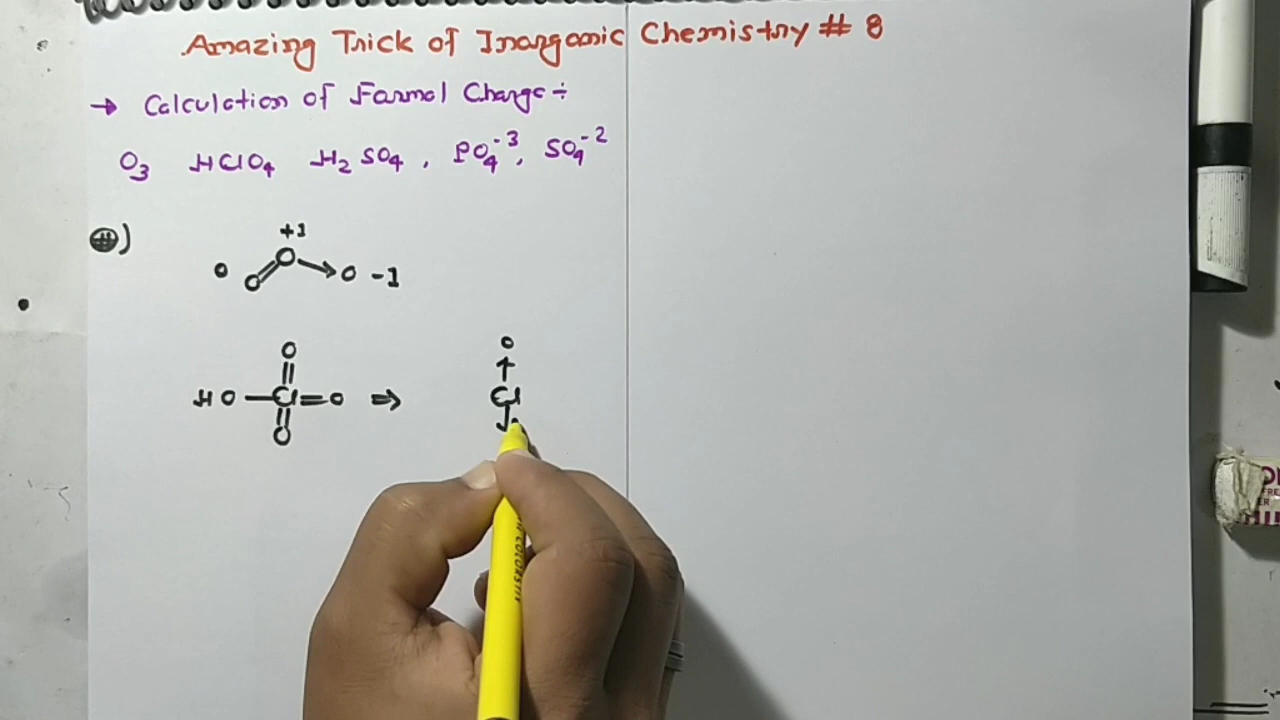 Amazing Trick of Inorganic Chemistry # 8
→ Calculation of Formal Charge ÷
O₃ HClO₄ H₂SO₄ , PO₄⁻³ , SO₄⁻²
#)
+1
O
O
O → O -1
O
HO — Cl = O ⇒
O
O
↑
Cl